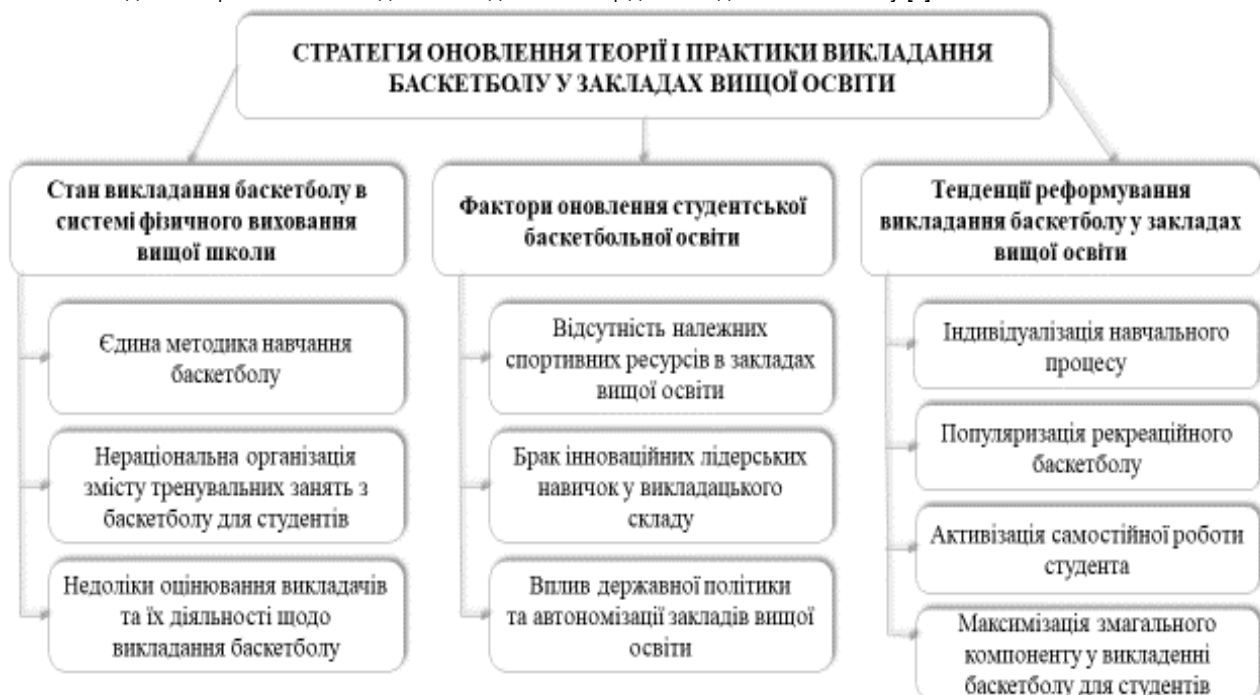 СТРАТЕГІЯ ОНОВЛЕННЯ ТЕОРІЇ І ПРАКТИКИ ВИКЛАДАННЯ
БАСКЕТБОЛУ У ЗАКЛАДАХ ВИЩОЇ ОСВІТИ
Стан викладання баскетболу в
системі фізичного виховання
вищої школи
Єдина методика навчання
баскетболу
Нераціональна організація
змісту тренувальних занять з
баскетболу для студентів
Недоліки оцінювання викладачів
та їх діяльності щодо
викладання баскетболу
Фактори оновлення студентської
баскетбольної освіти
Відсутність належних
спортивних ресурсів в закладах
вищої освіти
Брак інноваційних лідерських
навичок у викладацького
складу
Вплив державної політики
та автономізації закладів вищої
освіти
Тенденції реформування
викладання баскетболу у закладах
вищої освіти
Індивідуалізація навчального
процесу
Популяризація рекреаційного
баскетболу
Активізація самостійної роботи
студента
Максимізація змагального
компоненту у викладенні
баскетболу для студентів